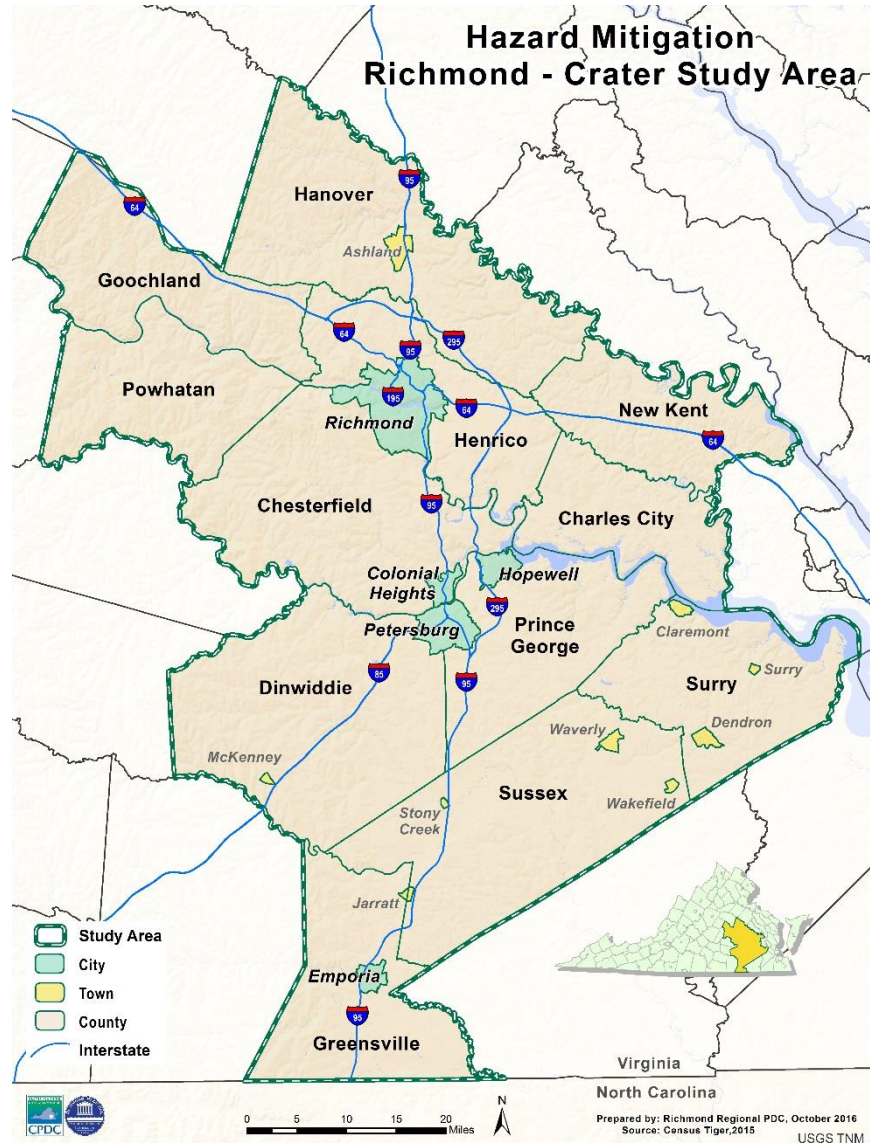 Hazard Mitigation
Richmond - Crater Study Area
95
Hanover
64
Ashland
Goochland
64
95
295
Powhatan
195
64
New Kent
Richmond
Henrico
64
Chesterfield
95
Charles City
Colonial
Heights
Hopewell
295
Petersburg
Prince
George
Claremont
85
95
Surry
Dinwiddie
Surry
Waverly
Dendron
McKenney
Sussex
Stony
Creek
Wakefield
Jarratt
Study Area
City
Town
County
Interstate
Emporia
95
Greensville
Virginia
North Carolina
CPDC
0 5 10 15 20
Miles
N
Prepared by: Richmond Regional PDC, October 2016
Source: Census Tiger,2015
USGS TNM